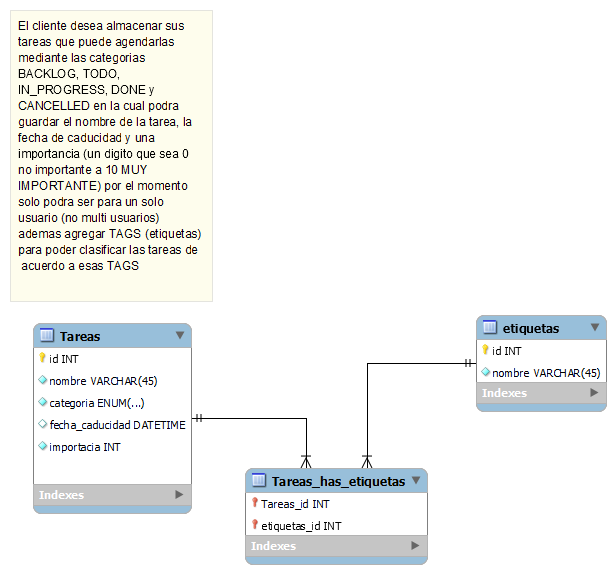 El cliente desea almacenar sus
tareas que puede agendarlas
mediante las categorias
BACKLOG, TODO,
IN_PROGRESS, DONE y
CANCELLED en la cual podra
guardar el nombre de la tarea, la
fecha de caducidad y una
importancia (un digito que sea 0
no importante a 10 MUY
IMPORTANTE) por el momento
solo podra ser para un solo
usuario (no multi usuarios)
ademas agregar TAGS (etiquetas)
para poder clasificar las tareas de
acuerdo a esas TAGS
Tareas
id INT
nombre VARCHAR(45)
categoria ENUM(...)
fecha_caducidad DATETIME
importacia INT
Indexes
etiquetas
id INT
nombre VARCHAR(45)
Indexes
Tareas_has_etiquetas
Tareas_id INT
etiquetas_id INT
Indexes